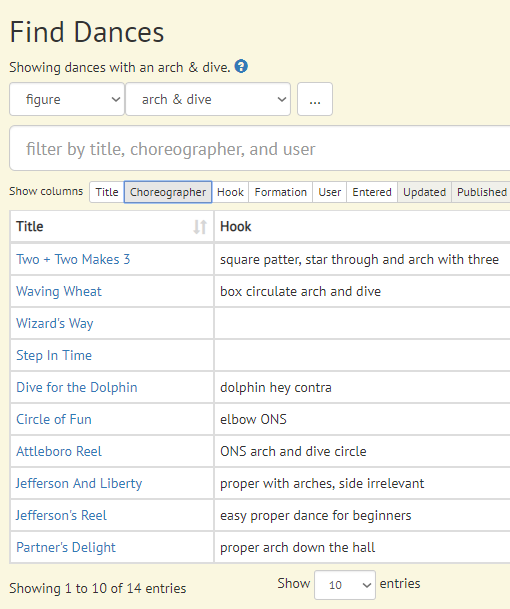 Find Dances
Showing dances with an arch & dive.
figure arch & dive ...
filter by title, choreographer, and user
Show columns Title Choreographer Hook Formation User Entered Updated Published
Title Hook
Two + Two Makes 3 square patter, star through and arch with three
Waving Wheat box circulate arch and dive
Wizard's Way
Step In Time
Dive for the Dolphin dolphin hey contra
Circle of Fun elbow ONS
Attleboro Reel ONS arch and dive circle
Jefferson And Liberty proper with arches, side irrelevant
Jefferson's Reel easy proper dance for beginners
Partner's Delight proper arch down the hall
Showing 1 to 10 of 14 entries Show 10 entries